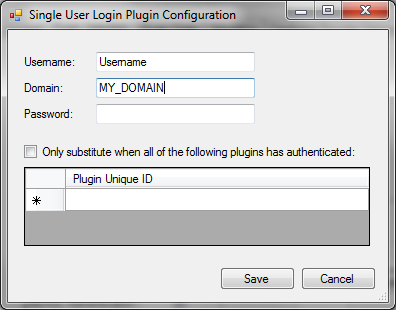 Single User Login Plugin Configuration
Username: Username
Domain: MY_DOMAIN
Password:
Only substitute when all of the following plugins has authenticated:
Plugin Unique ID
*
Save Cancel